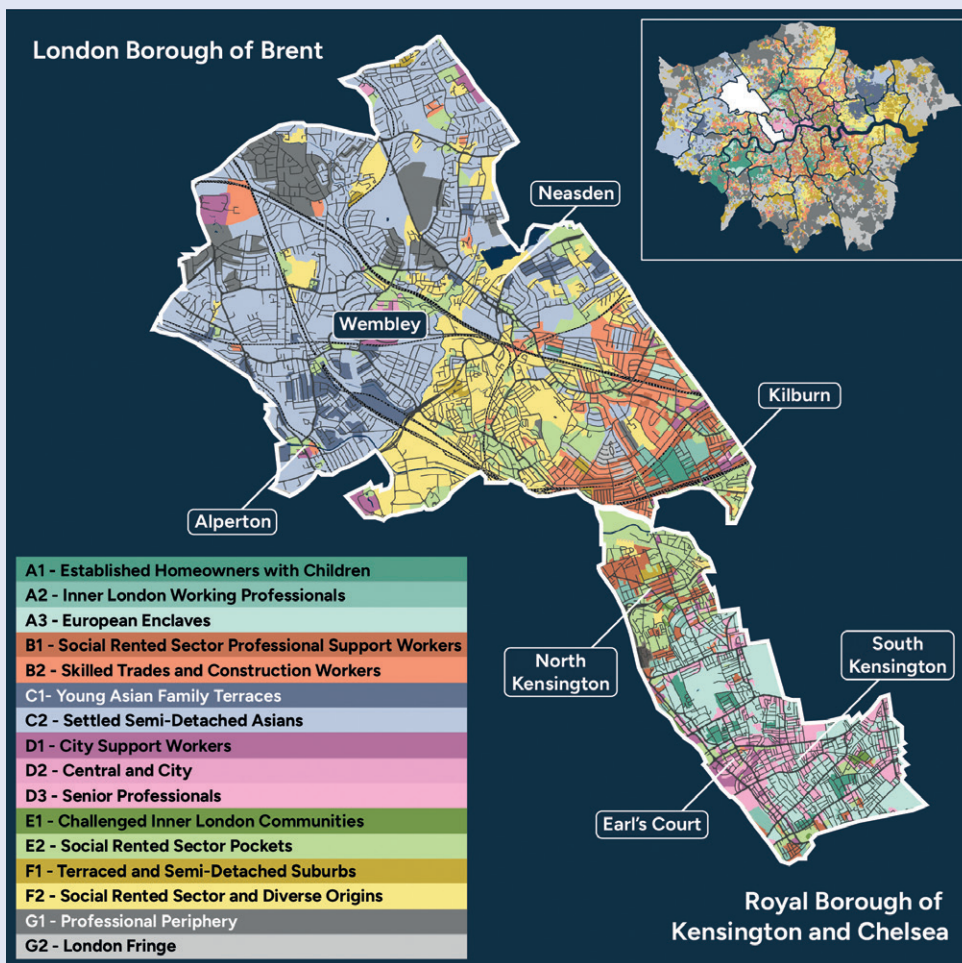 London Borough of Brent
Neasden
Wembley
Kilburn
Alperton
A1 - Established Homeowners with Children
A2 - Inner London Working Professionals
A3 - European Enclaves
B1 - Social Rented Sector Professional Support Workers
B2 - Skilled Trades and Construction Workers
C1- Young Asian Family Terraces
C2 - Settled Semi-Detached Asians
D1 - City Support Workers
D2 - Central and City
D3 - Senior Professionals
E1 - Challenged Inner London Communities
E2 - Social Rented Sector Pockets
F1 - Terraced and Semi-Detached Suburbs
F2 - Social Rented Sector and Diverse Origins
G1 - Professional Periphery
G2 - London Fringe
North
Kensington
South
Kensington
Earl's Court
Royal Borough of
Kensington and Chelsea